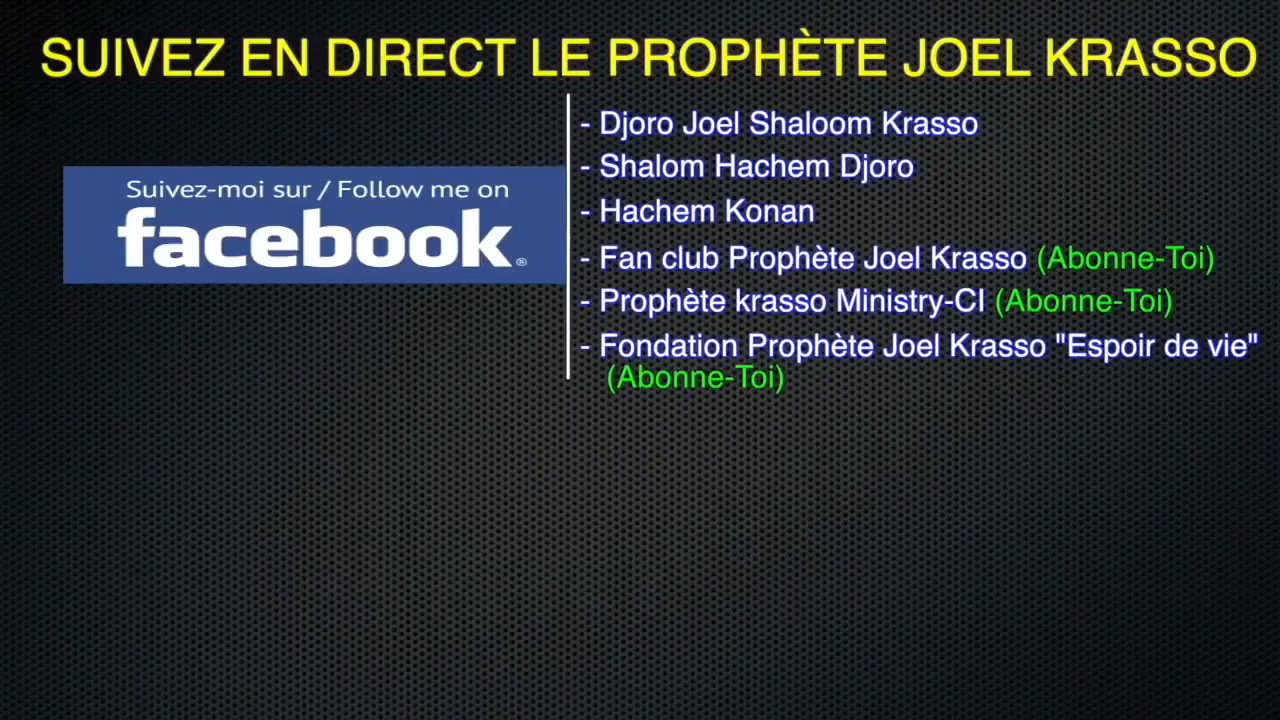 SUIVEZ EN DIRECT LE PROPHÈTE JOEL KRASSO
Suivez-moi sur / Follow me on
facebook®
- Djoro Joel Shaloom Krasso
- Shalom Hachem Djoro
- Hachem Konan
- Fan club Prophète Joel Krasso (Abonne-Toi)
- Prophète krasso Ministry-CI (Abonne-Toi)
- Fondation Prophète Joel Krasso "Espoir de vie"
(Abonne-Toi)